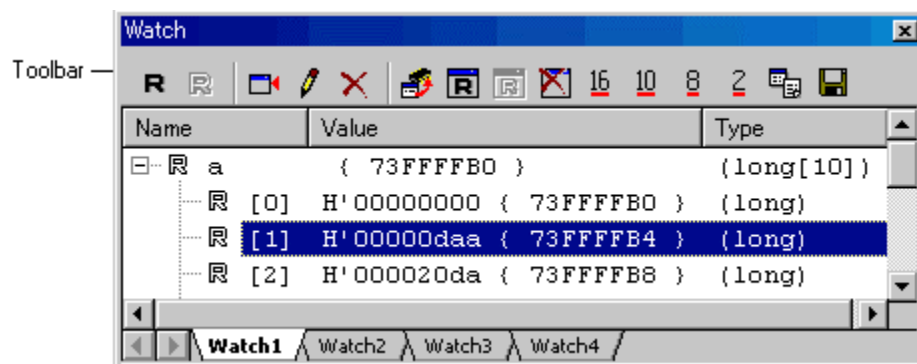 Watch
Toolbar
R R R R 16 10 8 2
Name Value Type
R a { 73FFFFB0 } (long[10])
R [0] H'00000000 { 73FFFFB0 } (long)
R [1] H'00000daa { 73FFFFB4 } (long)
R [2] H'000020da { 73FFFFB8 } (long)
Watch1 Watch2 Watch3 Watch4